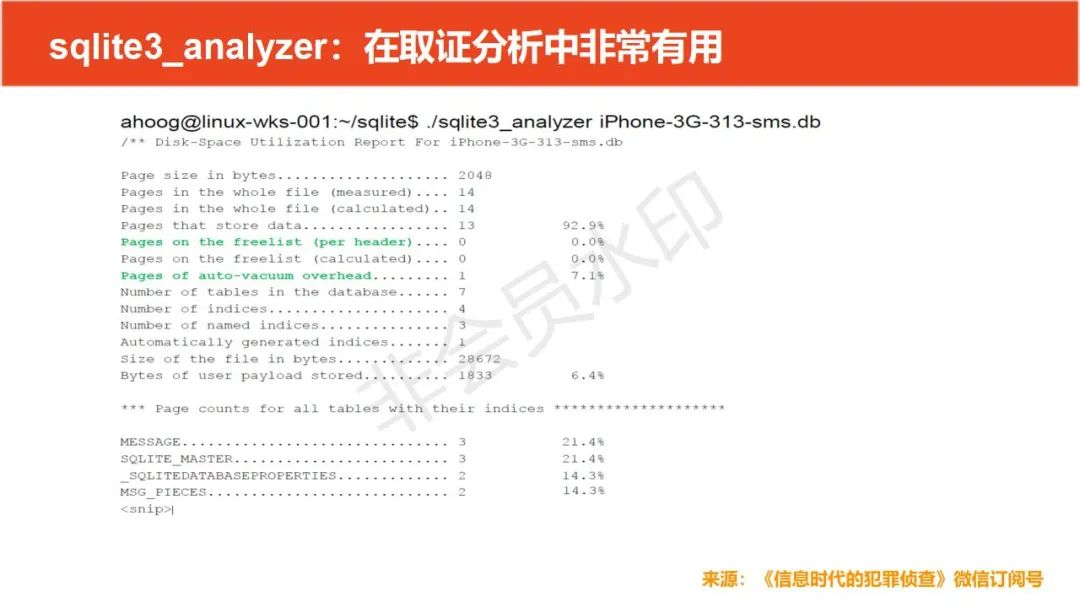 sqlite3_analyzer：在取证分析中非常有用
ahoog@linux-wks-001:~/sqlite$ ./sqlite3_analyzer iPhone-3G-313-sms.db
/** Disk-Space Utilization Report For iPhone-3G-313-sms.db
Page size in bytes.................... 2048
Pages in the whole file (measured).... 14
Pages in the whole file (calculated).. 14
Pages that store data................. 13 92.9%
Pages on the freelist (per header).... 0 0.0%
Pages on the freelist (calculated).... 0 0.0%
Pages of auto-vacuum overhead......... 1 7.1%
Number of tables in the database...... 7
Number of indices..................... 4
Number of named indices............... 3
Automatically generated indices....... 1
Size of the file in bytes............. 28672
Bytes of user payload stored.......... 1833 6.4%
*** Page counts for all tables with their indices ********************
MESSAGE............................... 3 21.4%
SQLITE_MASTER......................... 3 21.4%
_SQLITEDATABASEPROPERTIES............. 2 14.3%
MSG_PIECES............................ 2 14.3%
<snip>
非会员水印
来源：《信息时代的犯罪侦查》微信订阅号